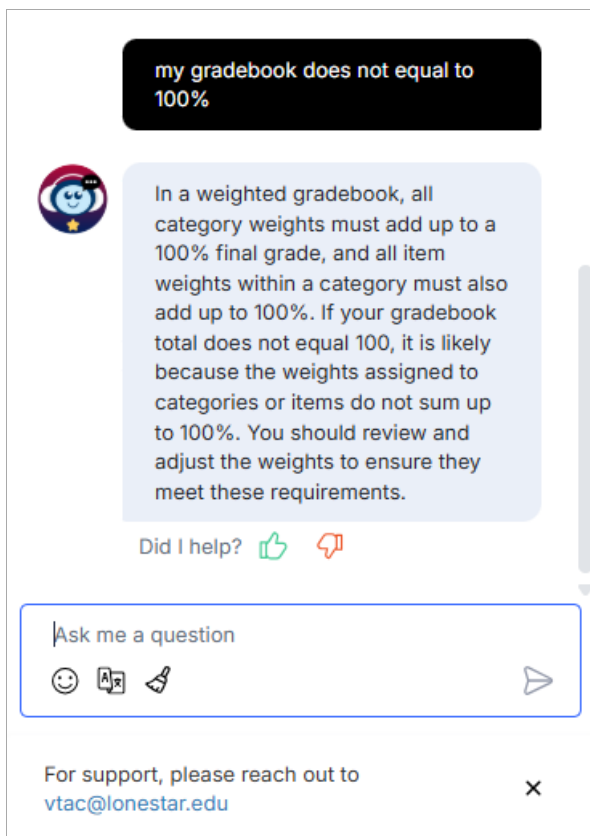 my gradebook does not equal to
100%
In a weighted gradebook, all
category weights must add up to a
100% final grade, and all item
weights within a category must also
add up to 100%. If your gradebook
total does not equal 100, it is likely
because the weights assigned to
categories or items do not sum up
to 100%. You should review and
adjust the weights to ensure they
meet these requirements.
Did I help?
Ask me a question
For support, please reach out to
vtac@lonestar.edu